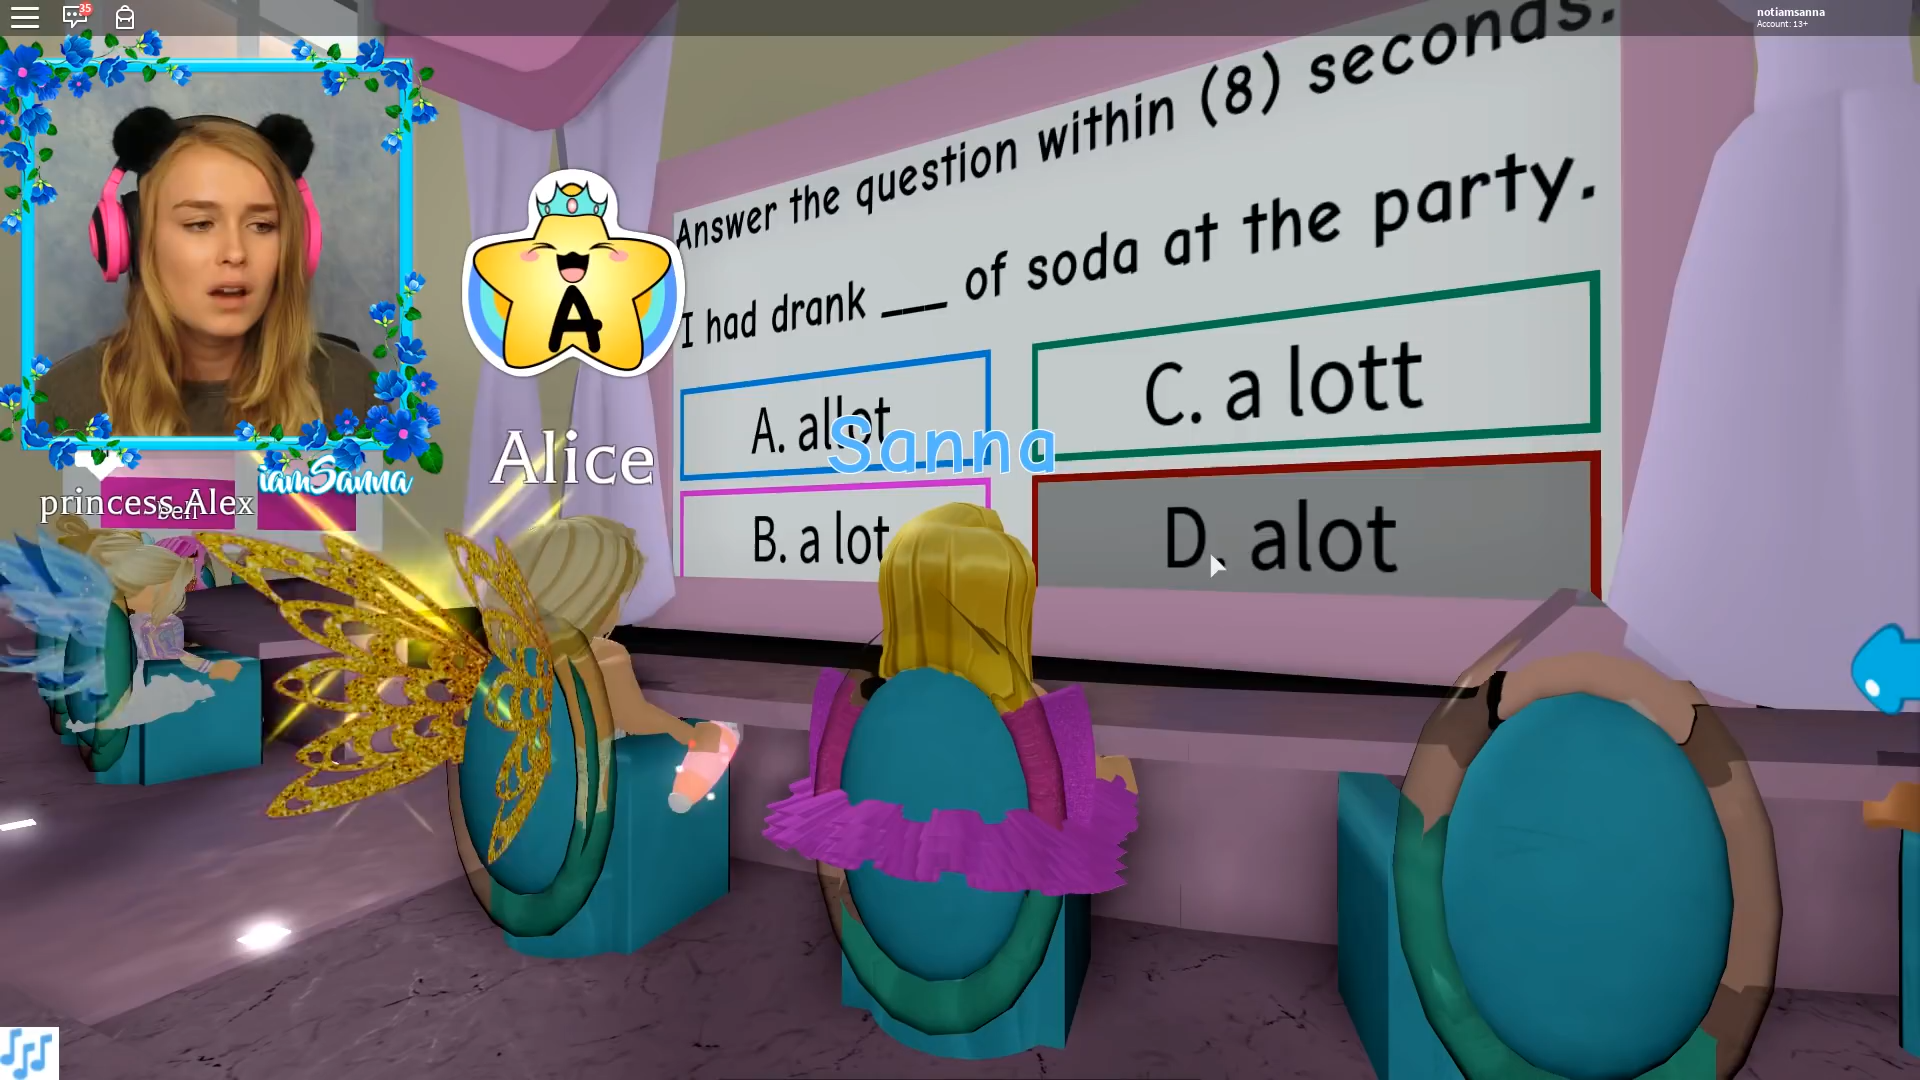 35
notiamsanna
Account: 13+
Answer the question within (8) seconds.
I had drank ___ of soda at the party.
A. allot
C. a lott
B. a lot
D. alot
A
Alice
Sanna
iamSanna
princess Alex